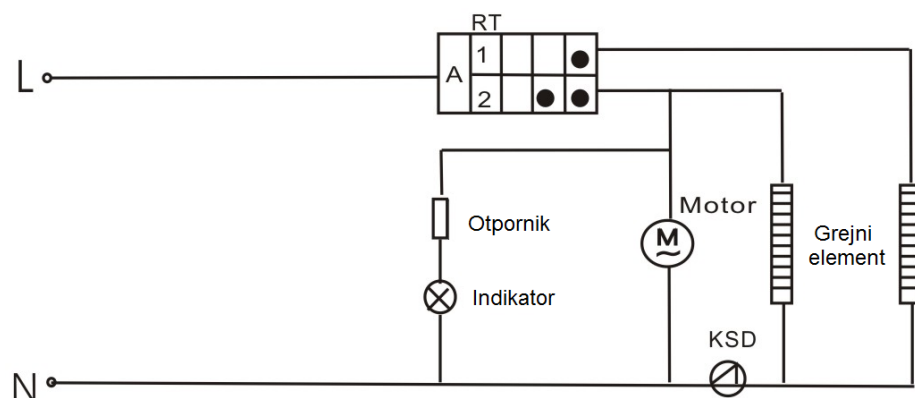 RT
L
A
1
2
Otpornik
Motor
M
Grejni
element
Indikator
KSD
N